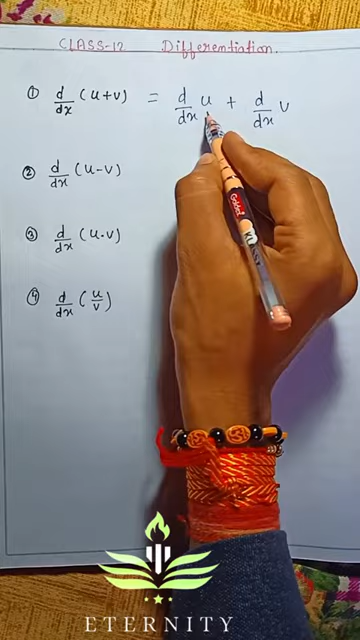 CLASS-12 Differentiation
① d/dx (u+v) = d/dx u + d/dx v
② d/dx (u-v)
③ d/dx (u·v)
④ d/dx (u/v)
ETERNITY